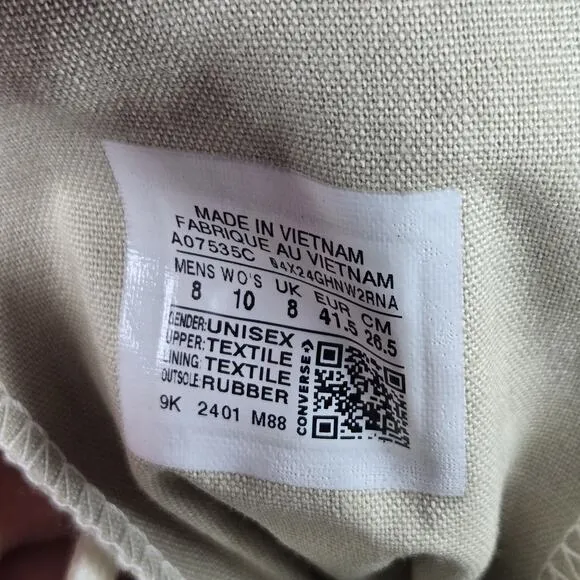 MADE IN VIETNAM
FABRIQUE AU VIETNAM
A07535C B4X24GHNW2RNA
MENS WO'S UK EUR CM
8 10 8 41.5 26.5
GENDER: UNISEX
UPPER: TEXTILE
LINING: TEXTILE
OUTSOLE: RUBBER
9K 2401 M88
CONVERSE